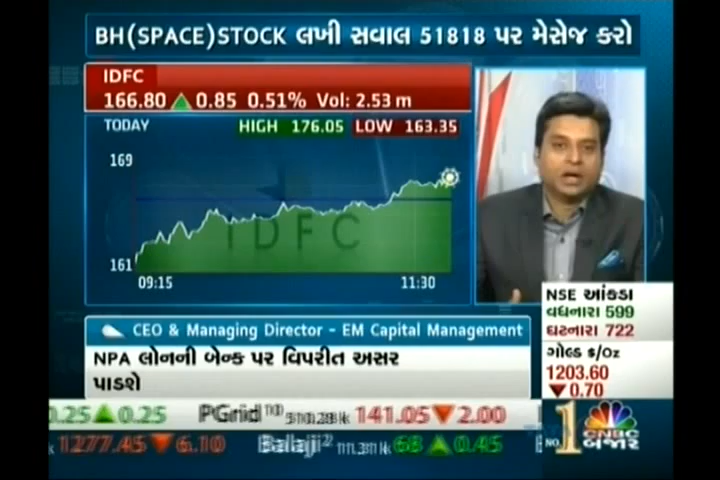 BH(SPACE)STOCK લખી સવાલ 51818 પર મેસેજ કરો
IDFC
166.80 0.85 0.51% Vol: 2.53 m
TODAY HIGH 176.05 LOW 163.35
169
IDFC
161
09:15 11:30
CEO & Managing Director - EM Capital Management
NPA લોનની બેન્ક પર વિપરીત અસર
પાડશે
NSE આંકડા
વધનારા 599
ઘટનારા 722
ગોલ્ડ $/Oz
1203.60
0.70
0.25 0.25 PGrid 141.05 2.00
1277.45 6.10 Balaji 68 0.45
NO. 1 CNBC
બજાર